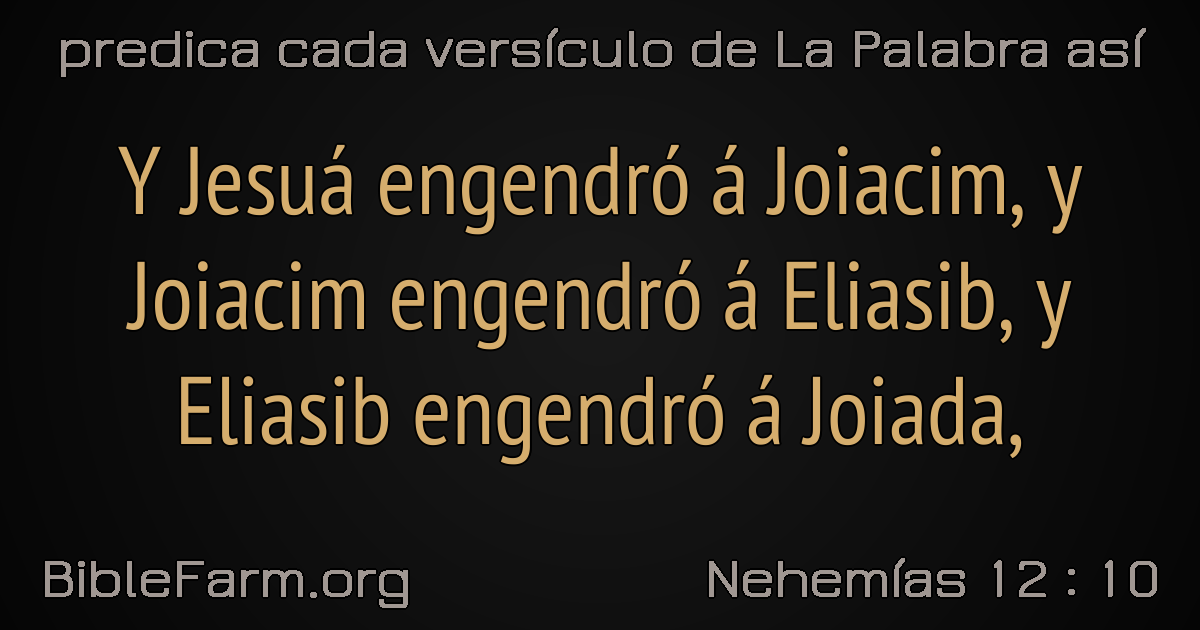 predica cada versículo de La Palabra así
Y Jesuá engendró á Joiacim, y
Joiacim engendró á Eliasib, y
Eliasib engendró á Joiada,
BibleFarm.org
Nehemías 12 : 10